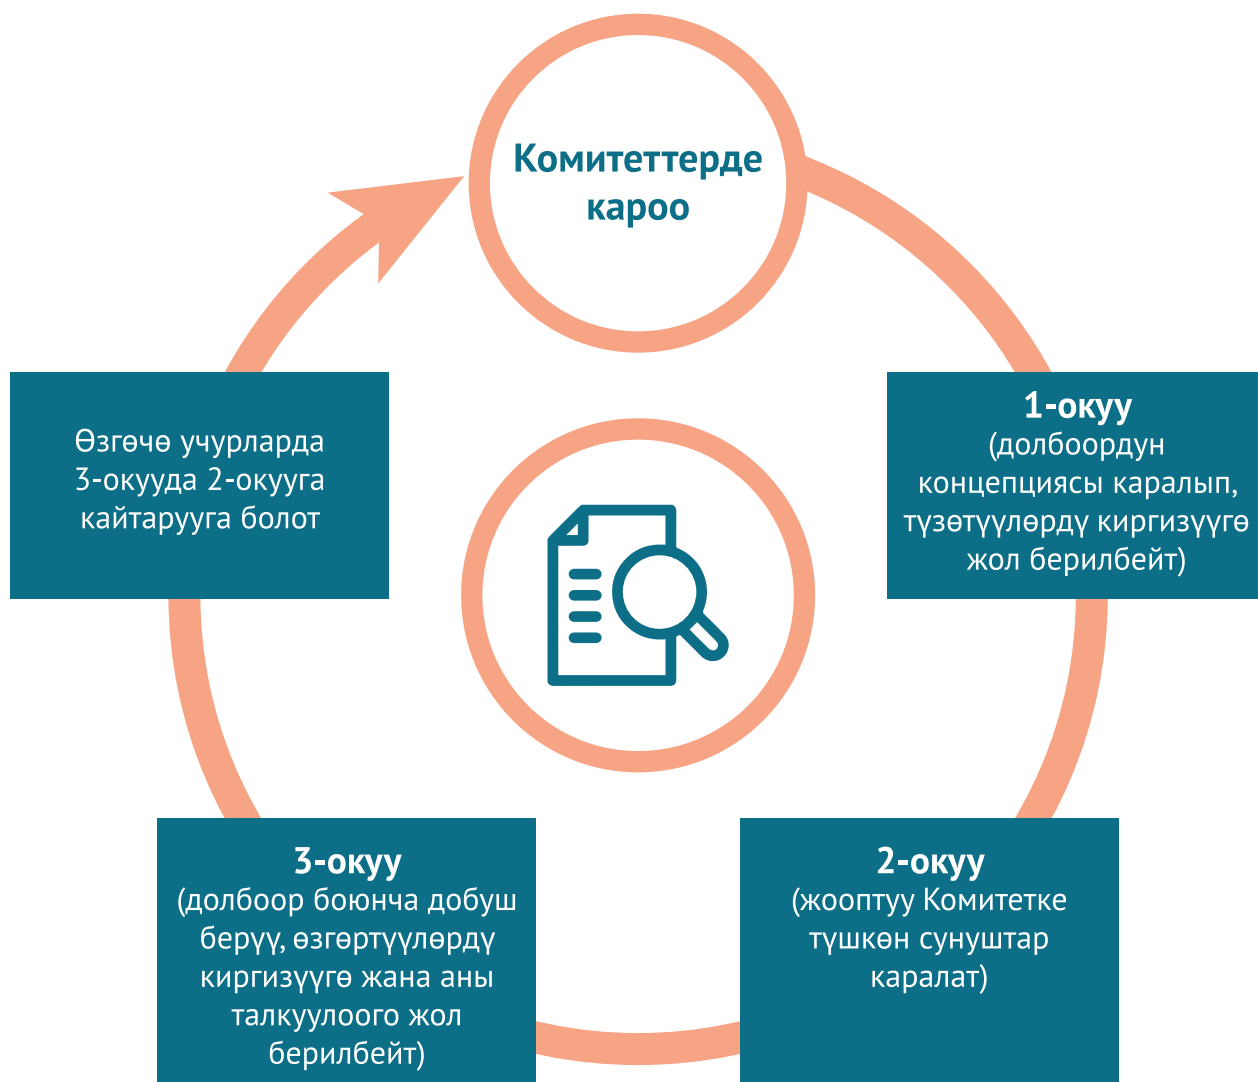 Комитеттерде
кароо
1-окуу
(долбоордун
концепциясы каралып,
түзөтүүлөрдү киргизүүгө
жол берилбейт)
2-окуу
(жооптуу Комитетке
түшкөн сунуштар
каралат)
3-окуу
(долбоор боюнча добуш
берүү, өзгөртүүлөрдү
киргизүүгө жана аны
талкуулоого жол
берилбейт)
Өзгөчө учурларда
3-окууда 2-окууга
кайтарууга болот